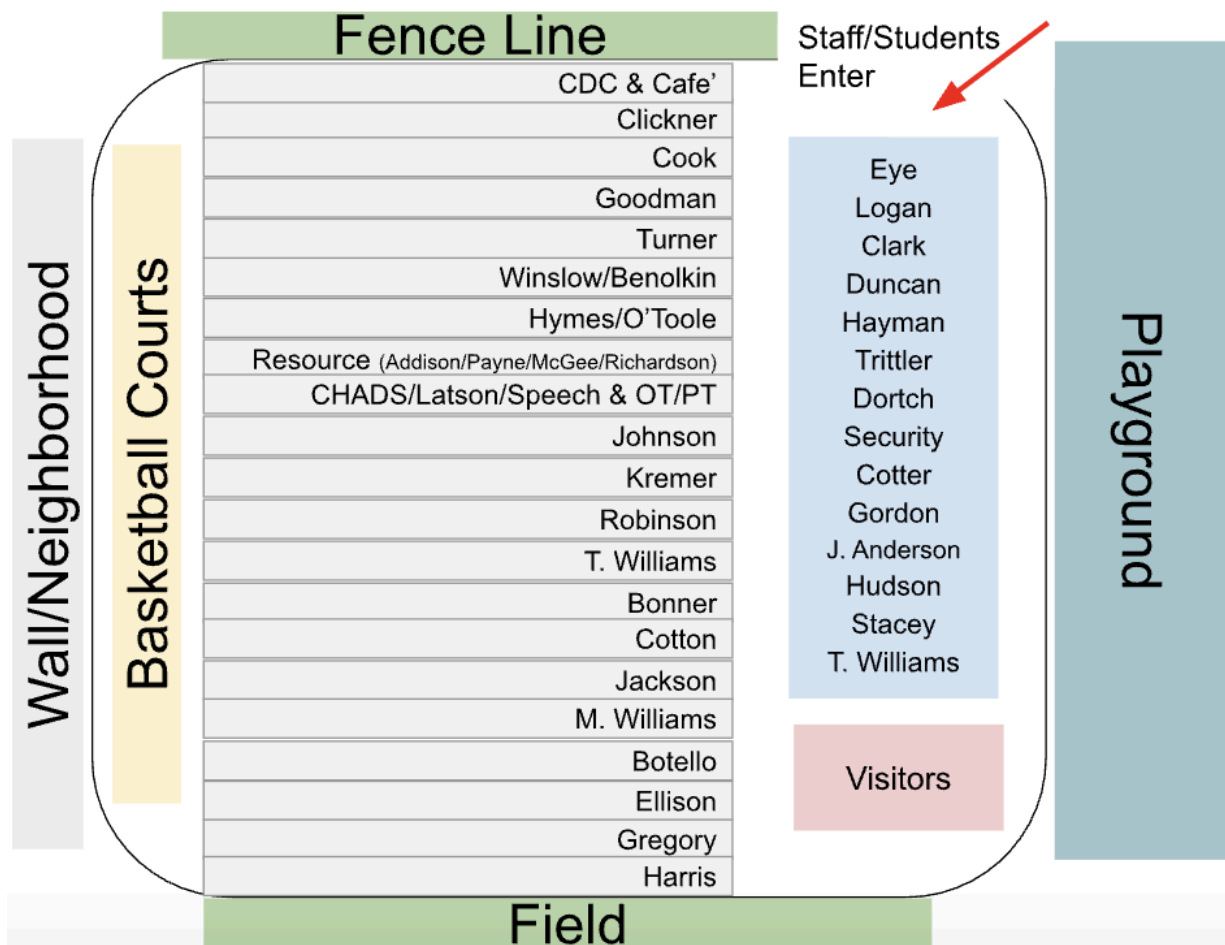 Fence Line
Staff/Students
Enter
Wall/Neighborhood
Basketball Courts
CDC & Cafe’
Clickner
Cook
Goodman
Turner
Winslow/Benolkin
Hymes/O’Toole
Resource (Addison/Payne/McGee/Richardson)
CHADS/Latson/Speech & OT/PT
Johnson
Kremer
Robinson
T. Williams
Bonner
Cotton
Jackson
M. Williams
Botello
Ellison
Gregory
Harris
Eye
Logan
Clark
Duncan
Hayman
Trittler
Dortch
Security
Cotter
Gordon
J. Anderson
Hudson
Stacey
T. Williams
Visitors
Playground
Field